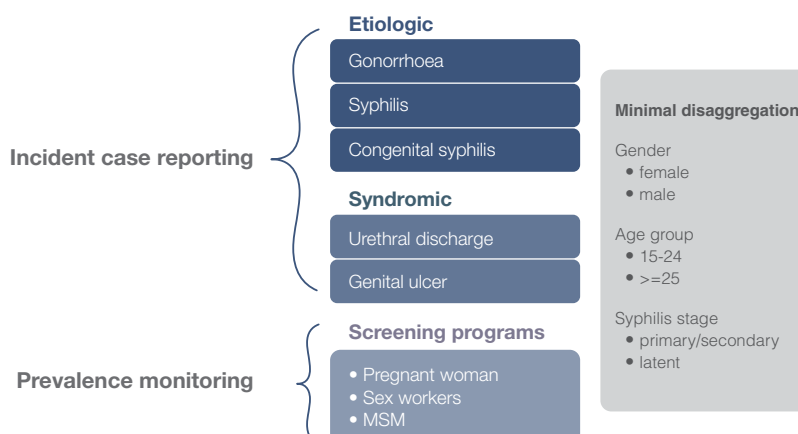 Etiologic
Gonorrhoea
Syphilis
Congenital syphilis
Incident case reporting
Syndromic
Urethral discharge
Genital ulcer
Screening programs
• Pregnant woman
• Sex workers
• MSM
Prevalence monitoring
Minimal disaggregation
Gender
• female
• male
Age group
• 15-24
• >=25
Syphilis stage
• primary/secondary
• latent